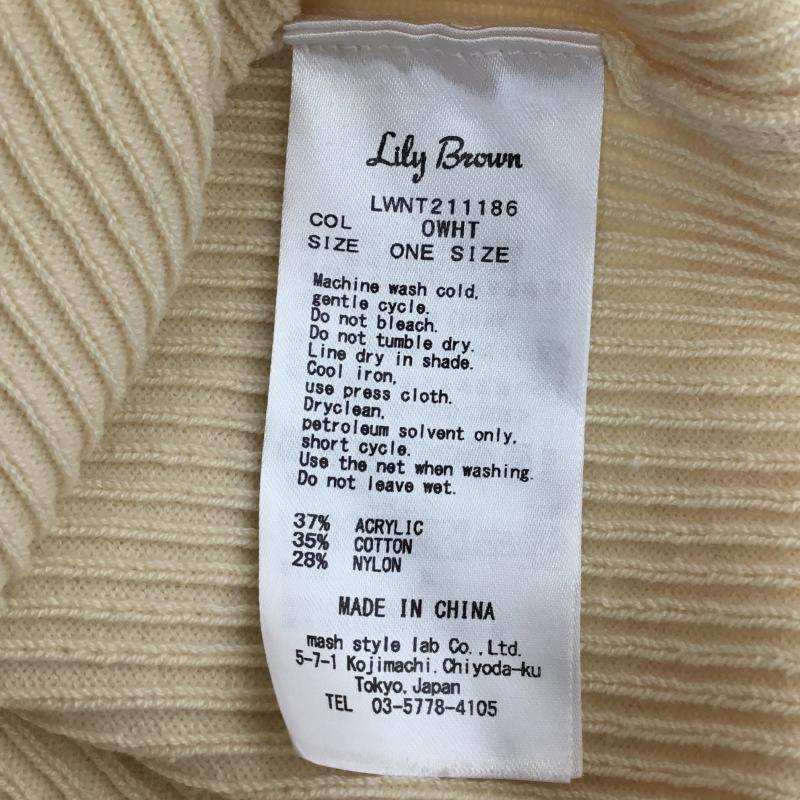 Lily Brown
LWNT211186
COL OWHT
SIZE ONE SIZE
Machine wash cold,
gentle cycle.
Do not bleach.
Do not tumble dry.
Line dry in shade.
Cool iron,
use press cloth.
Dryclean,
petroleum solvent only,
short cycle.
Use the net when washing.
Do not leave wet.
37% ACRYLIC
35% COTTON
28% NYLON
MADE IN CHINA
mash style lab Co.,Ltd.
5-7-1 Kojimachi,Chiyoda-ku
Tokyo,Japan
TEL 03-5778-4105